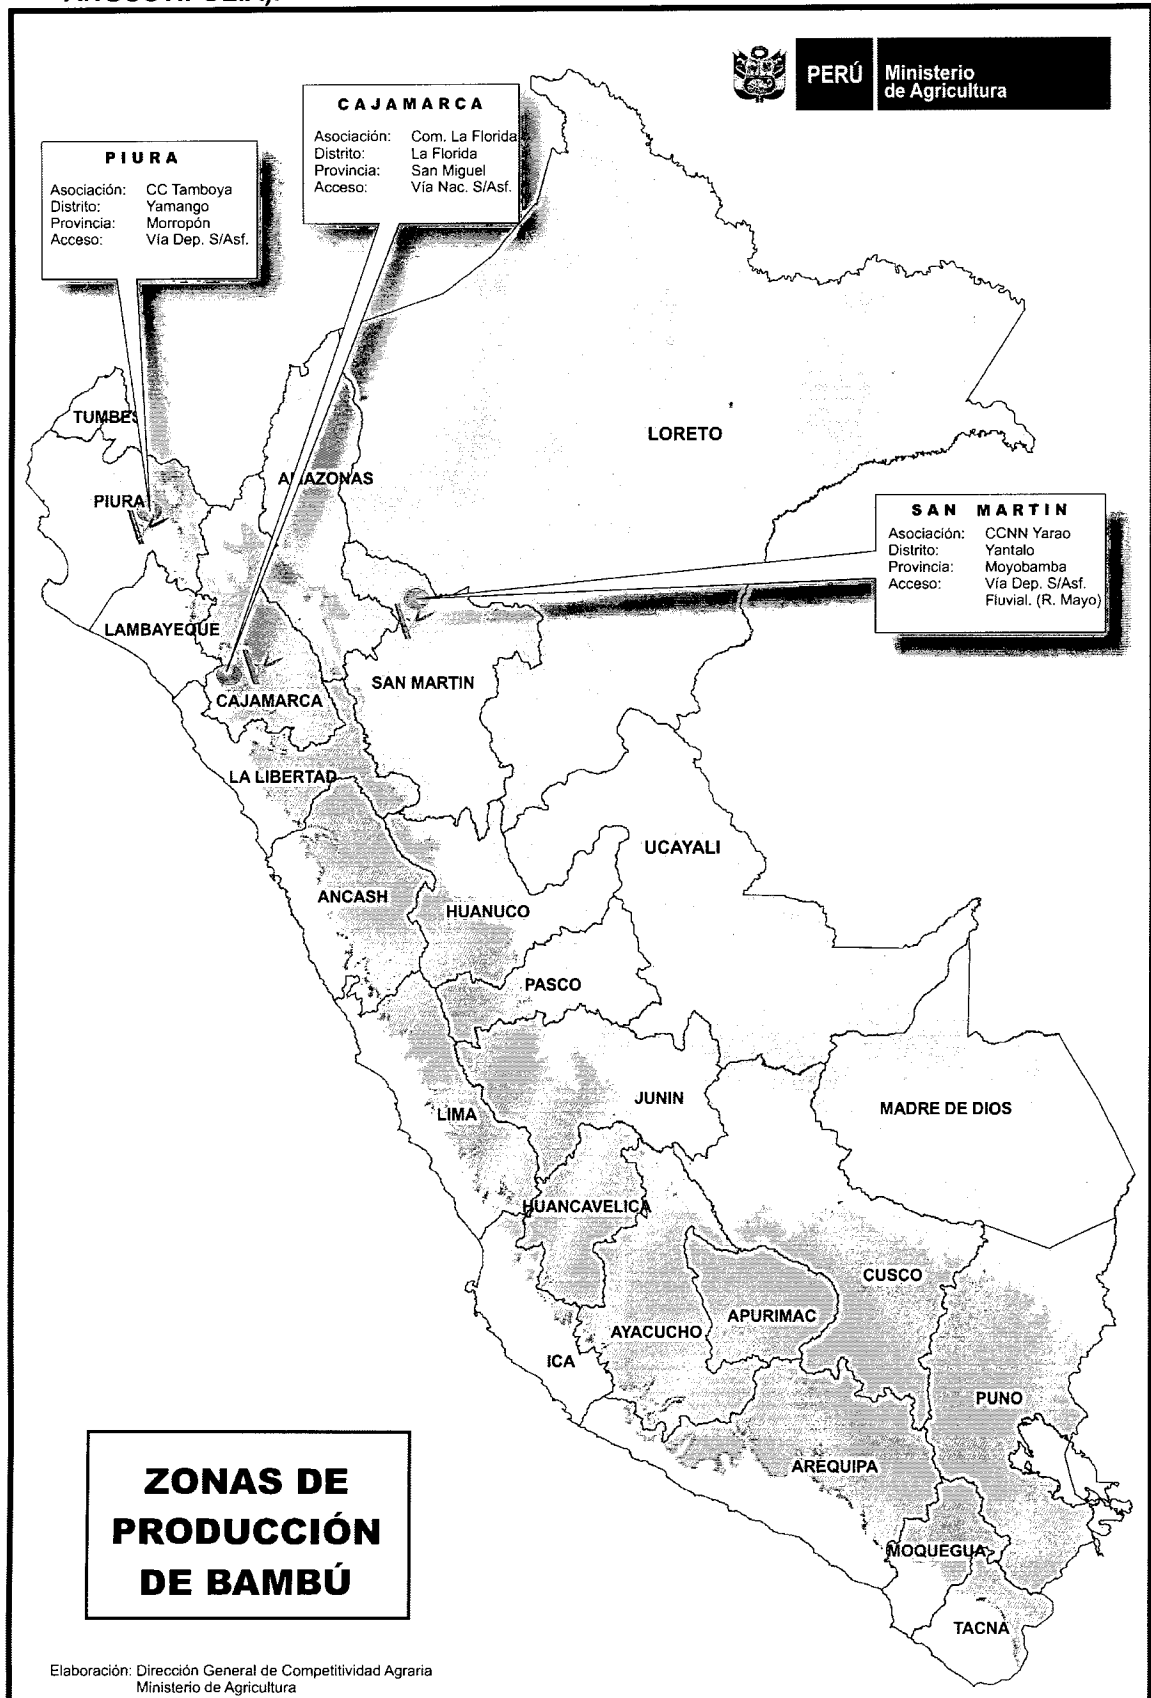 PERÚ
Ministerio
de Agricultura
CAJAMARCA
Asociación: Com. La Florida
Distrito: La Florida
Provincia: San Miguel
Acceso: Vía Nac. S/Asf.
PIURA
Asociación: CC Tamboya
Distrito: Yamango
Provincia: Morropón
Acceso: Vía Dep. S/Asf.
TUMBES
LORETO
AMAZONAS
PIURA
SAN MARTIN
Asociación: CCNN Yarao
Distrito: Yantalo
Provincia: Moyobamba
Acceso: Vía Dep. S/Asf.
Fluvial. (R. Mayo)
LAMBAYEQUE
SAN MARTIN
CAJAMARCA
LA LIBERTAD
UCAYALI
ANCASH
HUANUCO
PASCO
JUNIN
MADRE DE DIOS
LIMA
HUANCAVELICA
CUSCO
APURIMAC
AYACUCHO
ICA
PUNO
AREQUIPA
MOQUEGUA
TACNA
ZONAS DE
PRODUCCIÓN
DE BAMBÚ
Elaboración: Dirección General de Competitividad Agraria
Ministerio de Agricultura